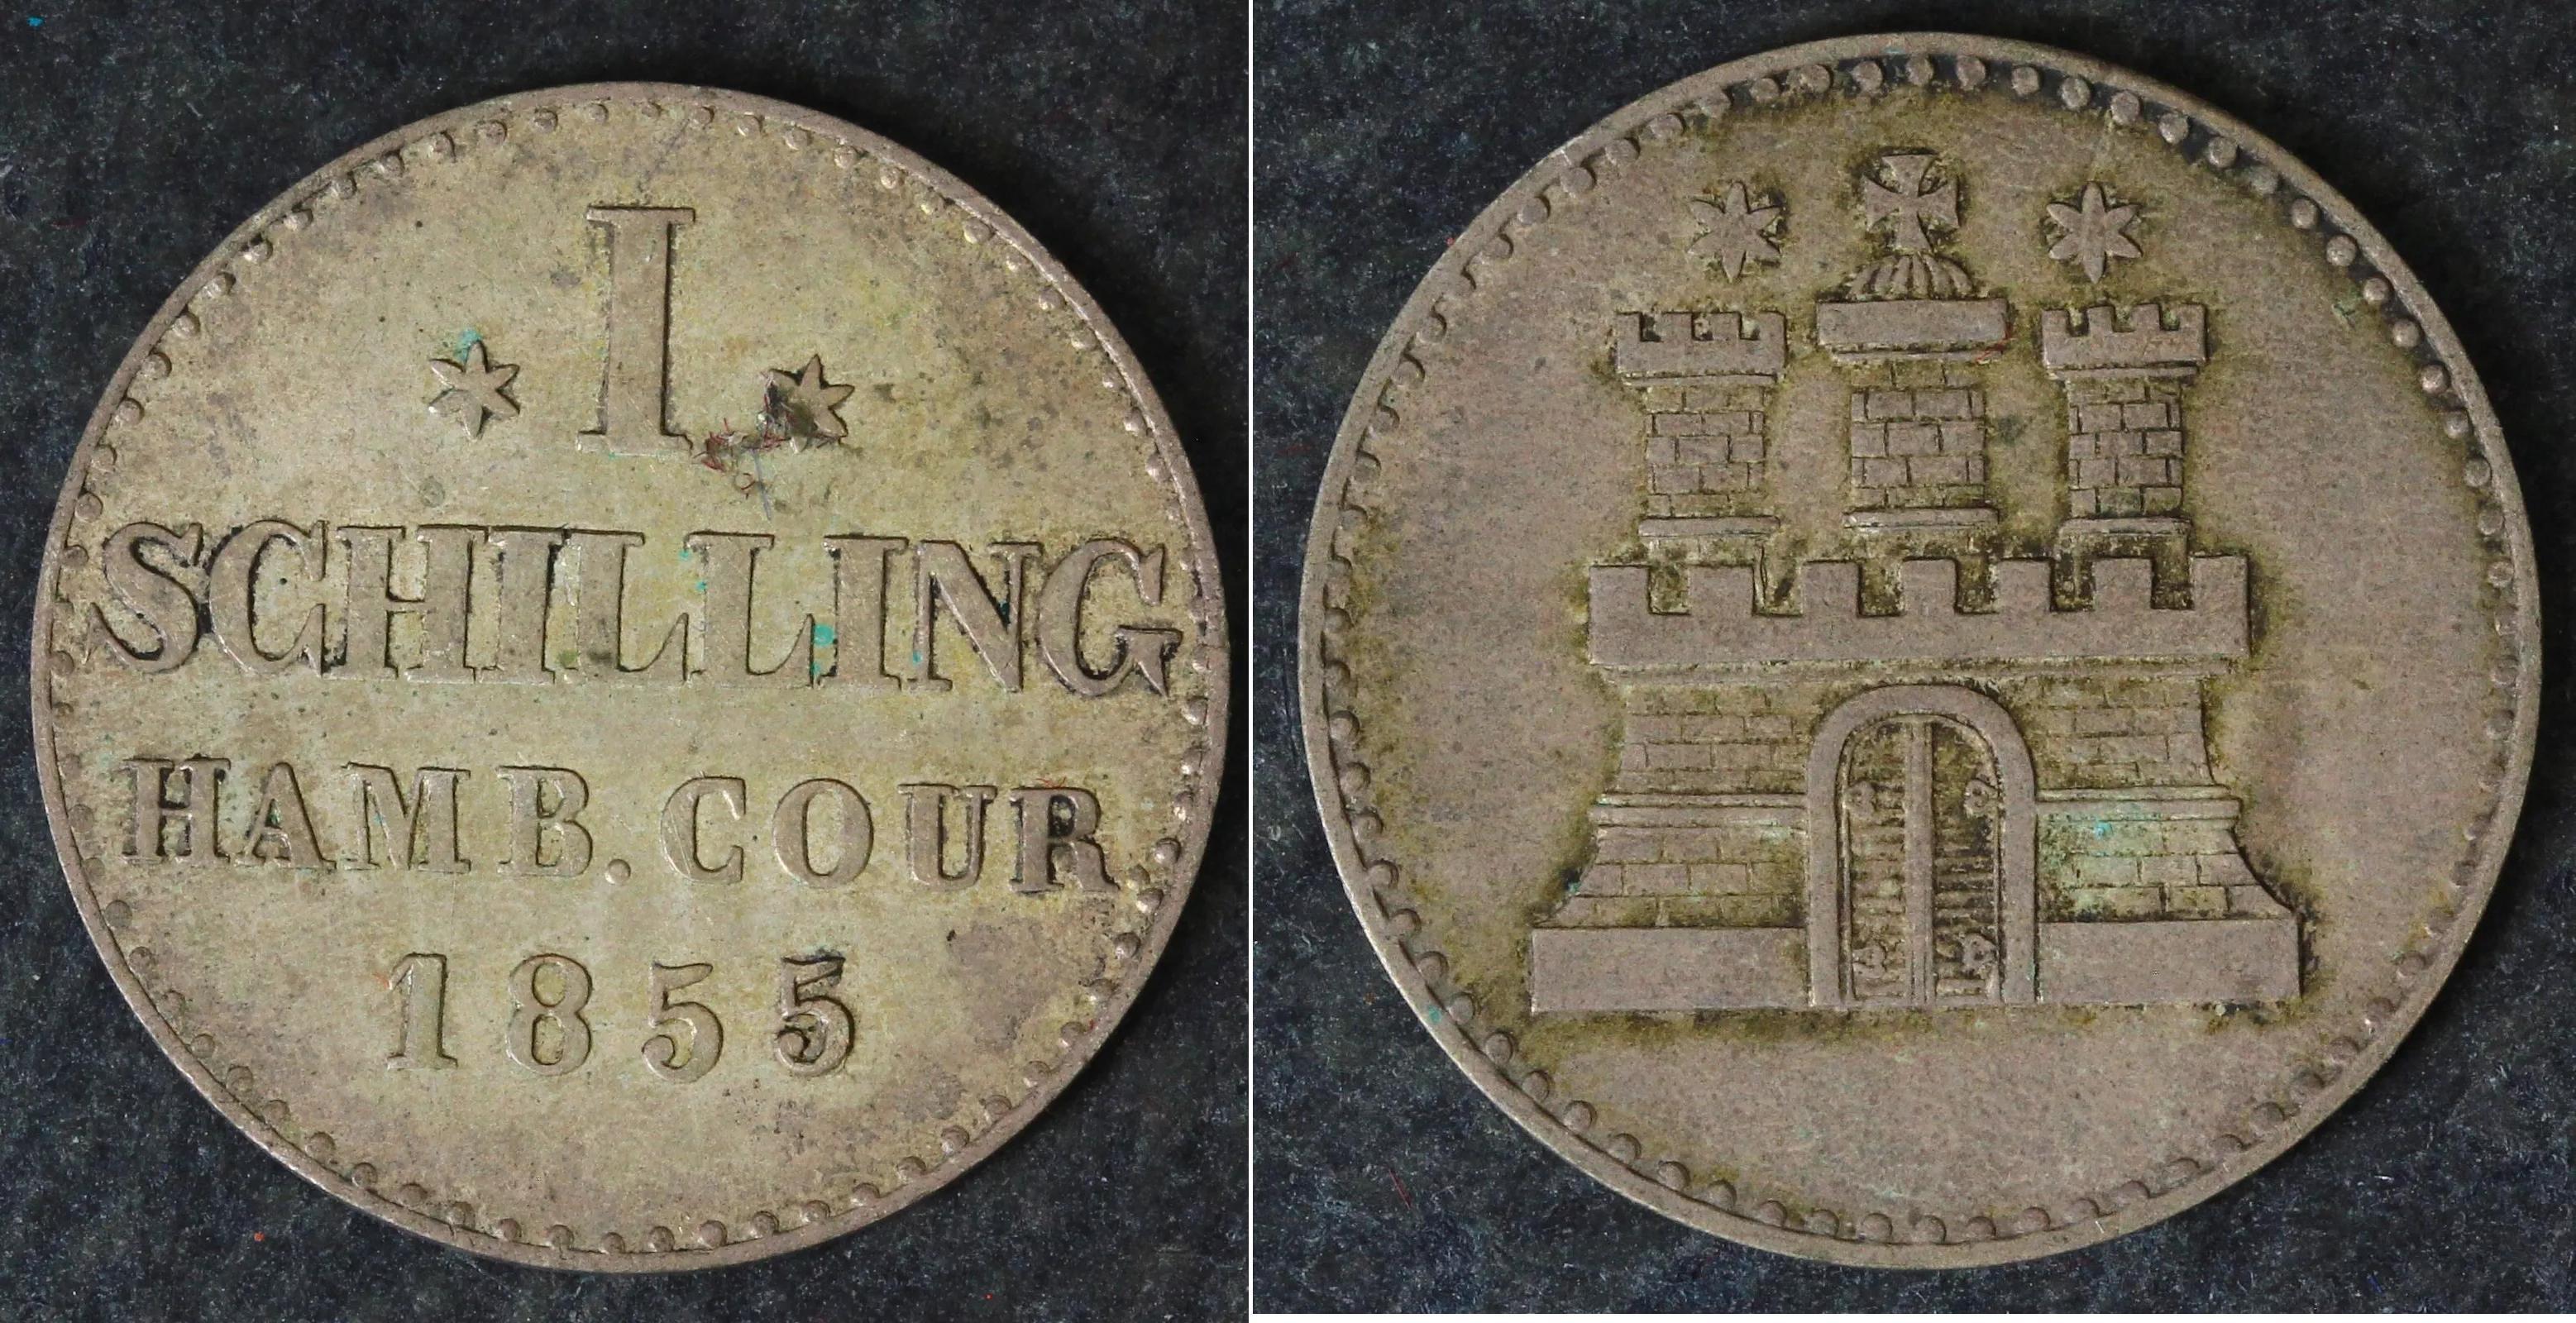 I
SCHILLING
HAMB. COUR
1855